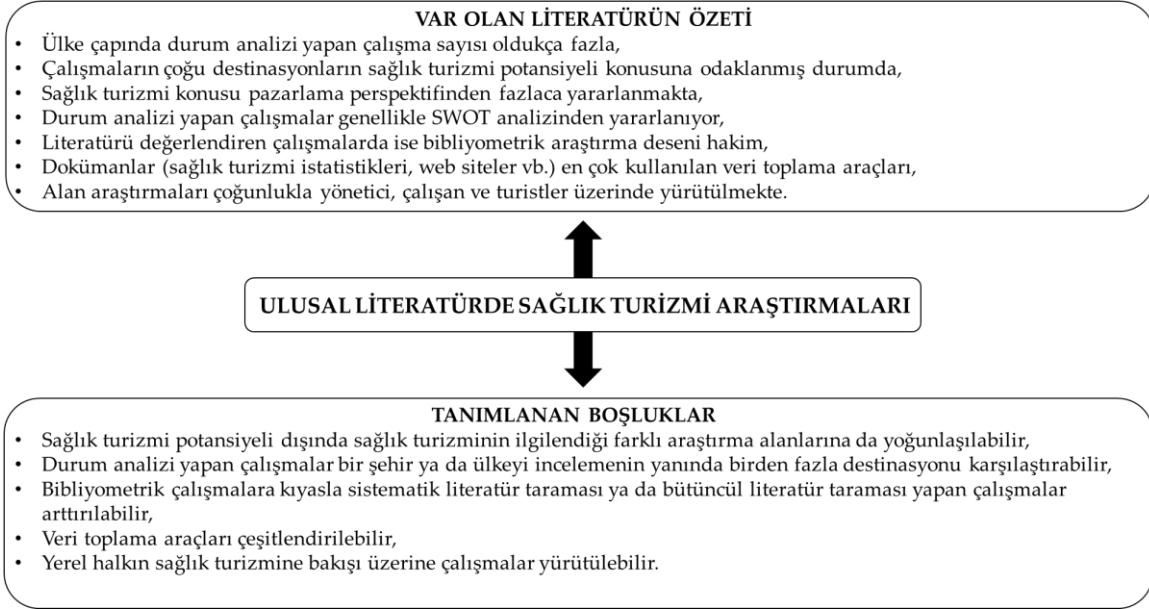 VAR OLAN LİTERATÜRÜN ÖZETİ
• Ülke çapında durum analizi yapan çalışma sayısı oldukça fazla,
• Çalışmaların çoğu destinasyonların sağlık turizmi potansiyeli konusuna odaklanmış durumda,
• Sağlık turizmi konusu pazarlama perspektifinden fazlaca yararlanmakta,
• Durum analizi yapan çalışmalar genellikle SWOT analizinden yararlanıyor,
• Literatürü değerlendiren çalışmalarda ise bibliyometrik araştırma deseni hakim,
• Dokümanlar (sağlık turizmi istatistikleri, web siteler vb.) en çok kullanılan veri toplama araçları,
• Alan araştırmaları çoğunlukla yönetici, çalışan ve turistler üzerinde yürütülmekte.
ULUSAL LİTERATÜRDE SAĞLIK TURİZMİ ARAŞTIRMALARI
TANIMLANAN BOŞLUKLAR
• Sağlık turizmi potansiyeli dışında sağlık turizminin ilgilendiği farklı araştırma alanlarına da yoğunlaşılabilir,
• Durum analizi yapan çalışmalar bir şehir ya da ülkeyi incelemenin yanında birden fazla destinasyonu karşılaştırabilir,
• Bibliyometrik çalışmalara kıyasla sistematik literatür taraması ya da bütüncül literatür taraması yapan çalışmalar
arttırılabilir,
• Veri toplama araçları çeşitlendirilebilir,
• Yerel halkın sağlık turizmine bakışı üzerine çalışmalar yürütülebilir.